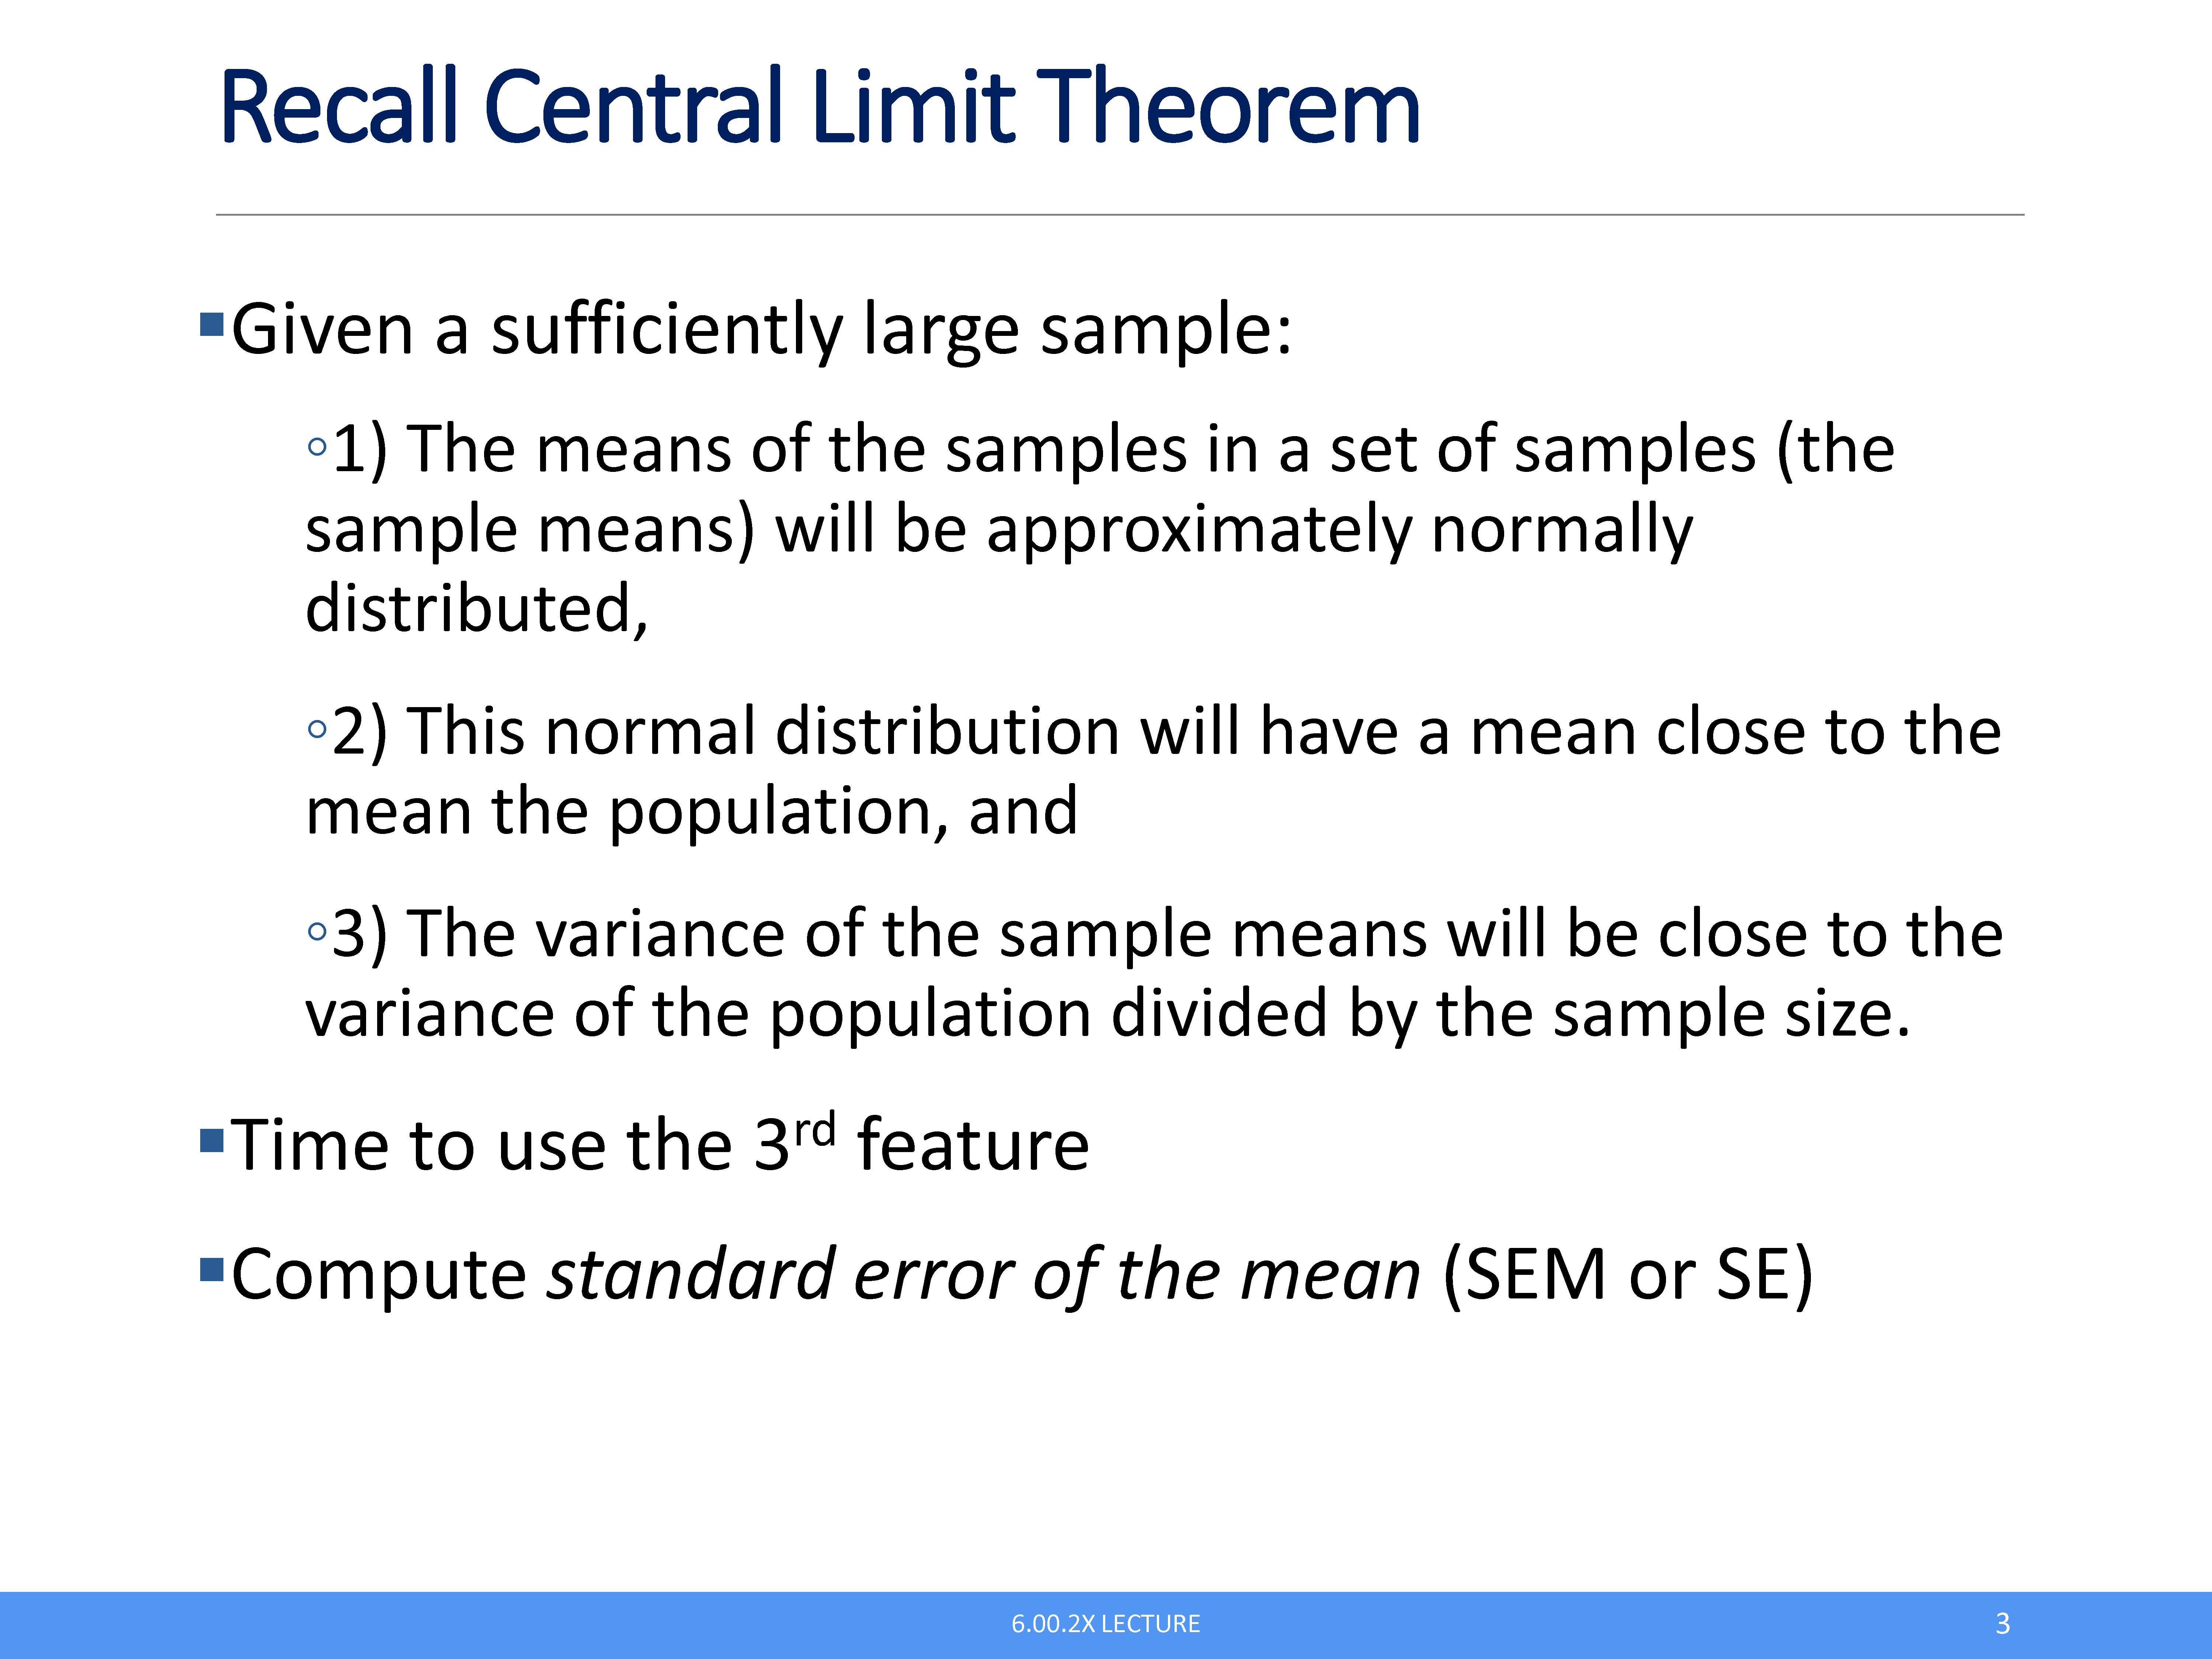 Recall Central Limit Theorem
▪Given a sufficiently large sample:
◦1) The means of the samples in a set of samples (the
sample means) will be approximately normally
distributed,
◦2) This normal distribution will have a mean close to the
mean the population, and
◦3) The variance of the sample means will be close to the
variance of the population divided by the sample size.
▪Time to use the 3rd feature
▪Compute standard error of the mean (SEM or SE)
6.00.2X LECTURE
3